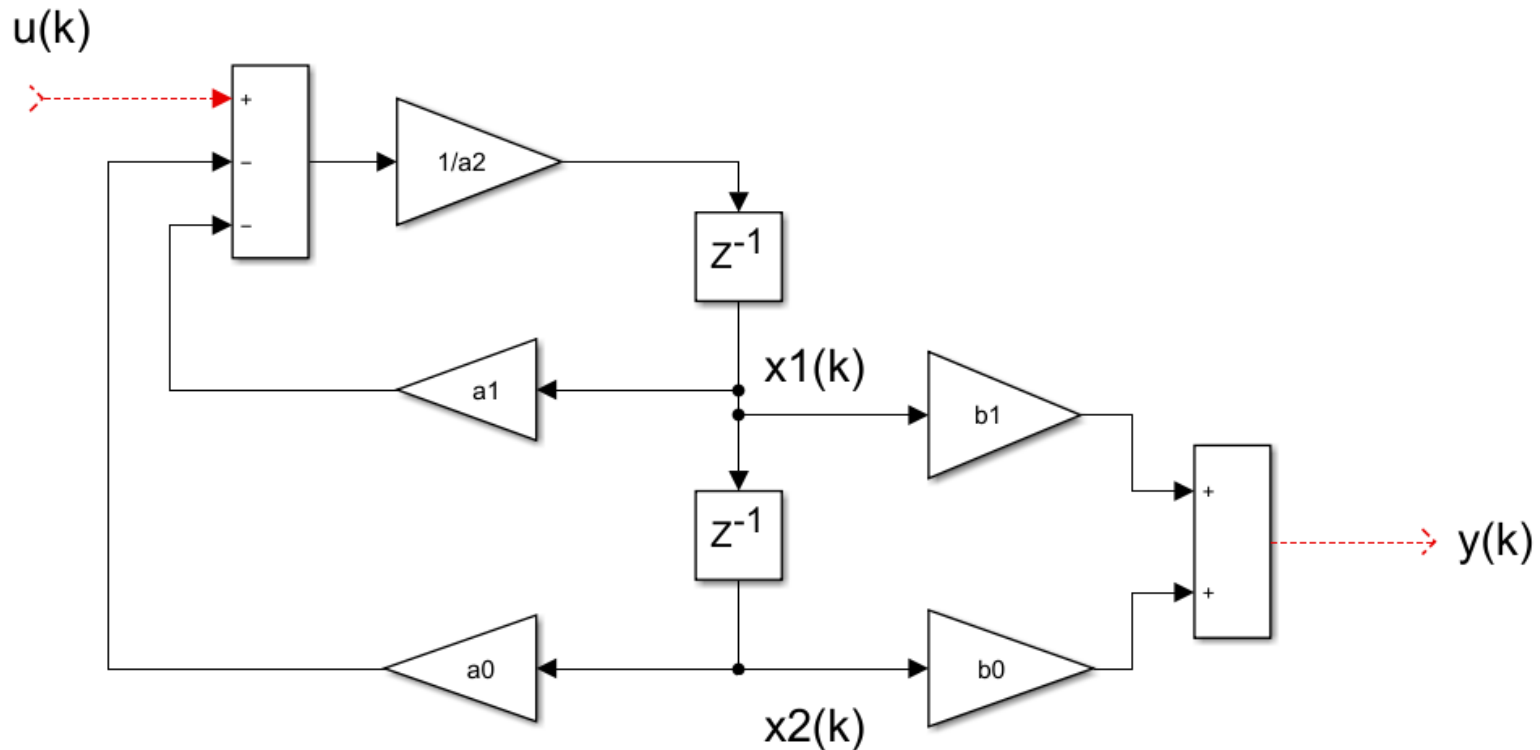 u(k)
+
−
−
1/a2
z-1
a1
x1(k)
b1
z-1
+
y(k)
+
a0
b0
x2(k)